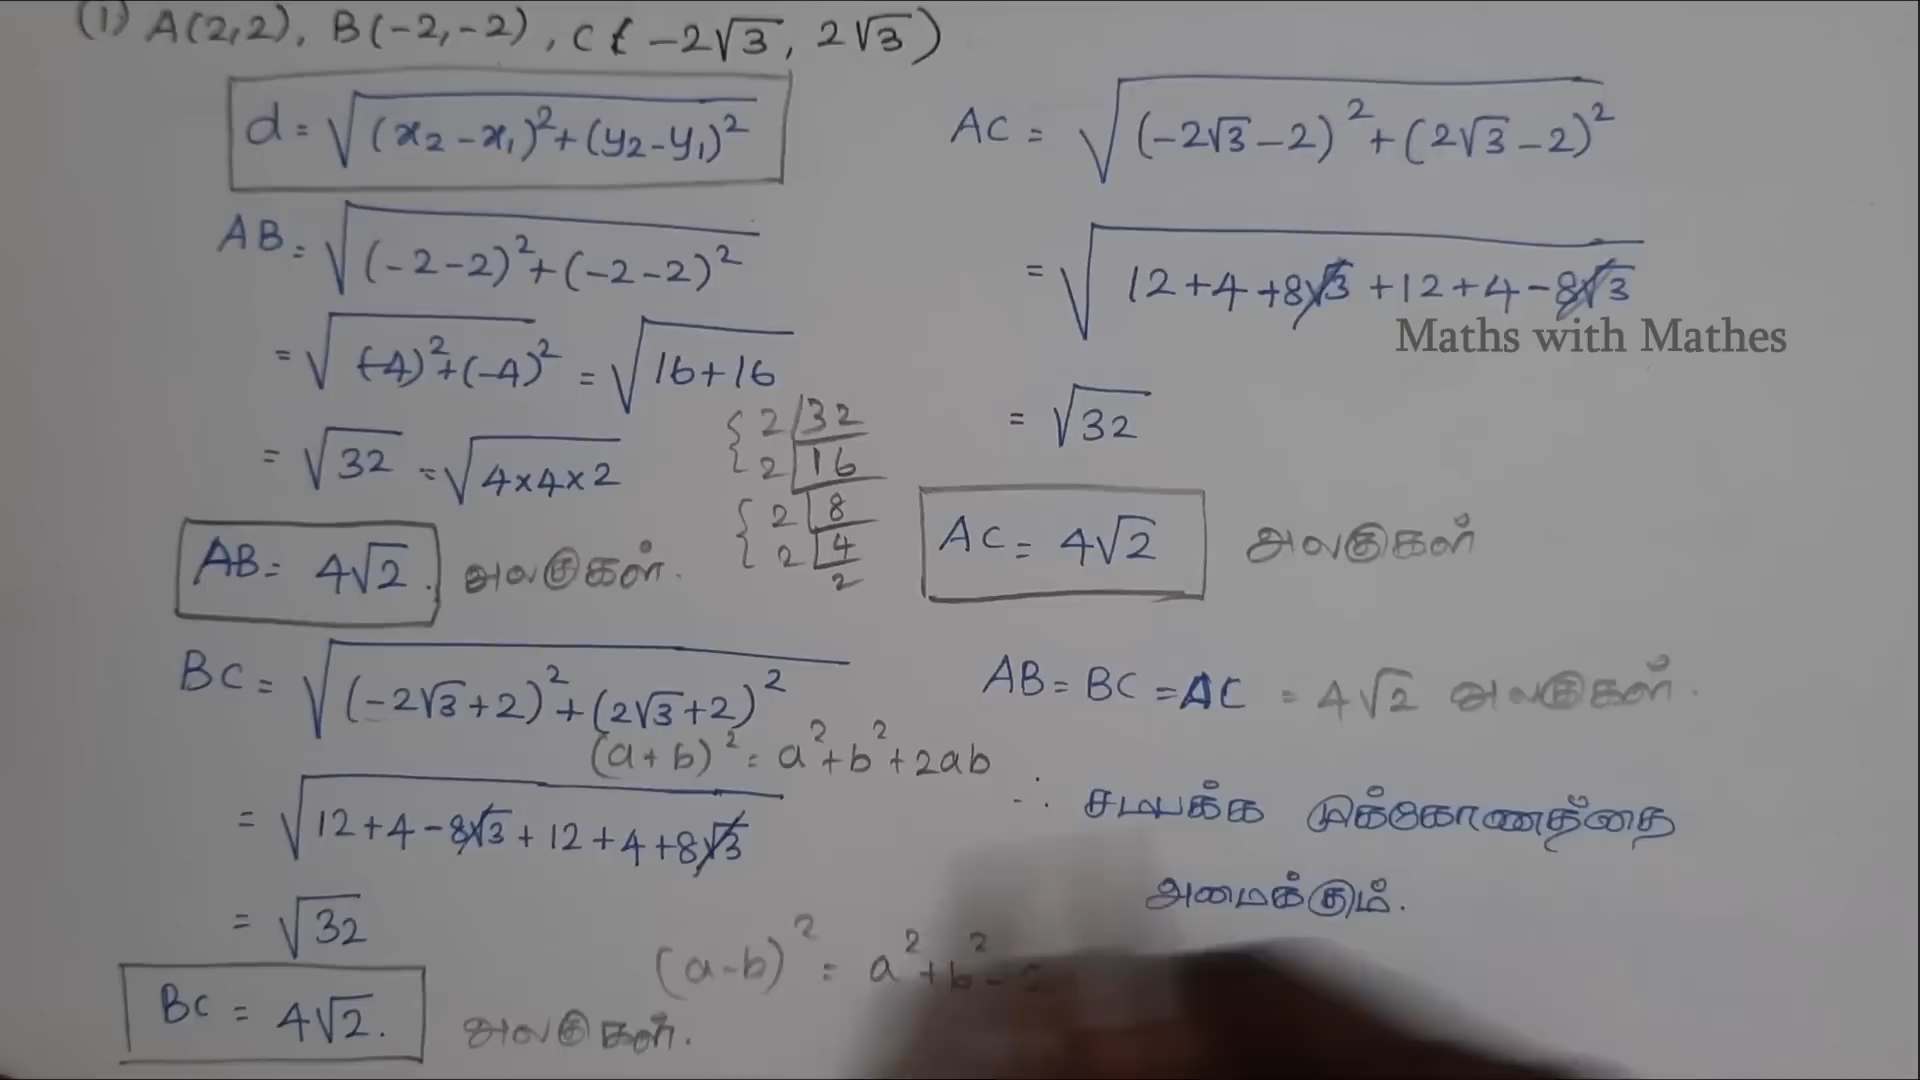 (1) A(2,2), B(-2,-2), C(-2√3, 2√3)
d = √(x₂-x₁)²+(y₂-y₁)²
AB = √(-2-2)²+(-2-2)²
= √(-4)²+(-4)² = √16+16
= √32 = √4×4×2
2 32
2 16
2 8
2 4
2
AB = 4√2. அலகுகள்.
BC = √(-2√3+2)²+(2√3+2)²
(a+b)² = a²+b²+2ab
= √12+4-8√3+12+4+8√3
= √32
(a-b)² = a²+b²-
BC = 4√2. அலகுகள்.
AC = √(-2√3-2)²+(2√3-2)²
= √12+4+8√3+12+4-8√3
Maths with Mathes
= √32
AC = 4√2 அலகுகள்
AB = BC = AC = 4√2 அலகுகள்.
∴ சமபக்க முக்கோணத்தை
அமைக்கும்.